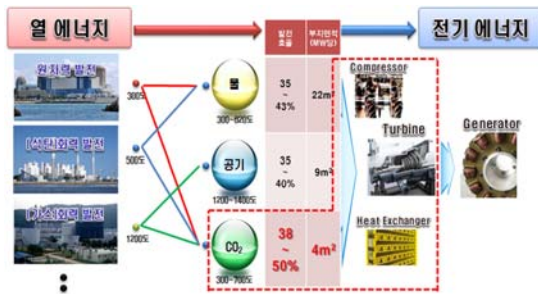 열 에너지
발전
효율
부지면적
(MW당)
전기 에너지
원자력 발전
300도
물
300~620도
35
~
43%
22m²
Compressor
(석탄)화력 발전
500도
공기
1200~1400도
35
~
40%
9m²
Turbine
Generator
(가스)화력 발전
1200도
CO₂
300~700도
38
~
50%
4m²
Heat Exchanger